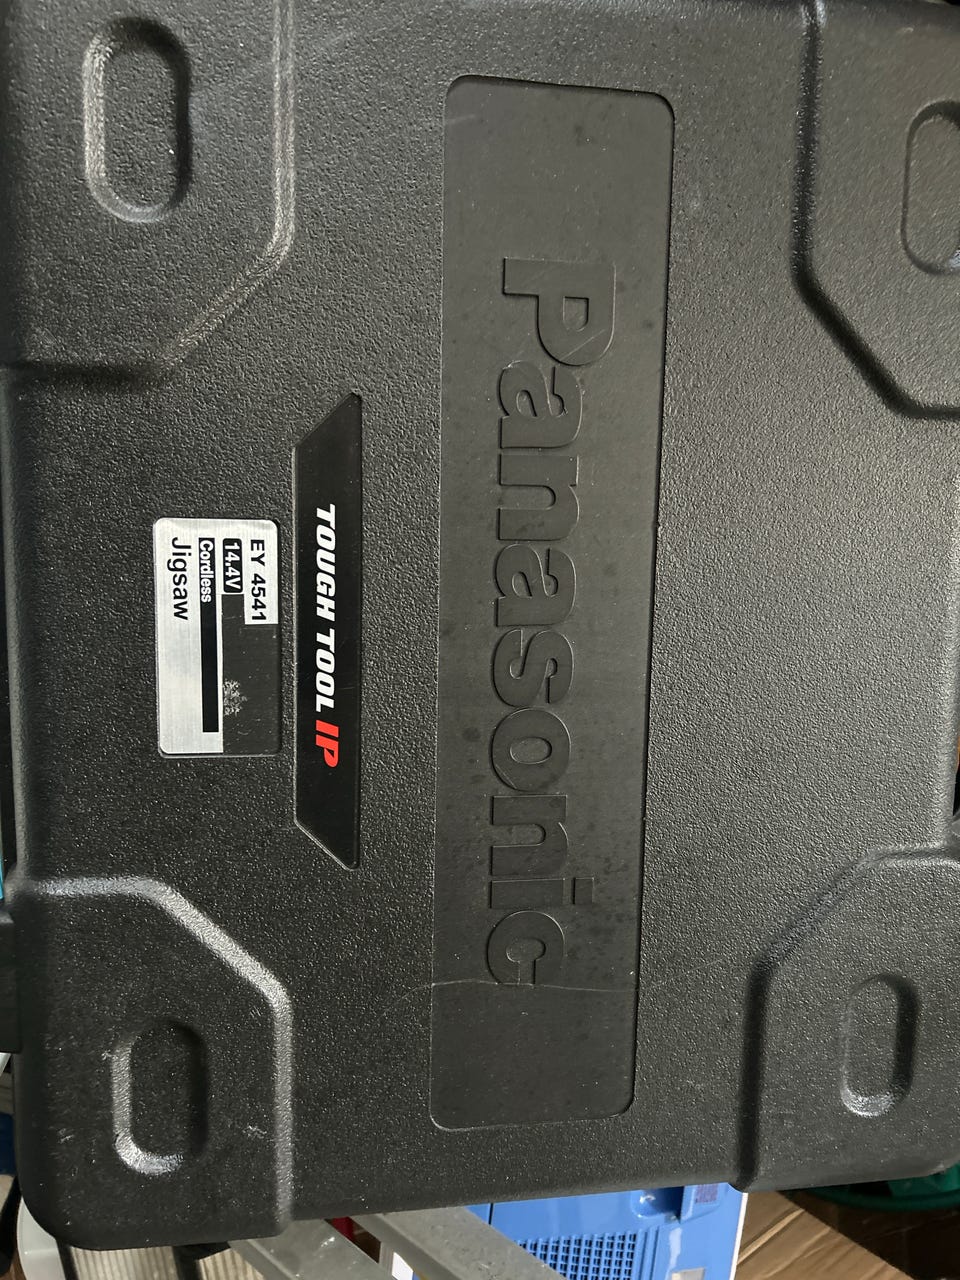 Panasonic
TOUGH TOOL IP
EY 4541
14.4V
Cordless
Jigsaw